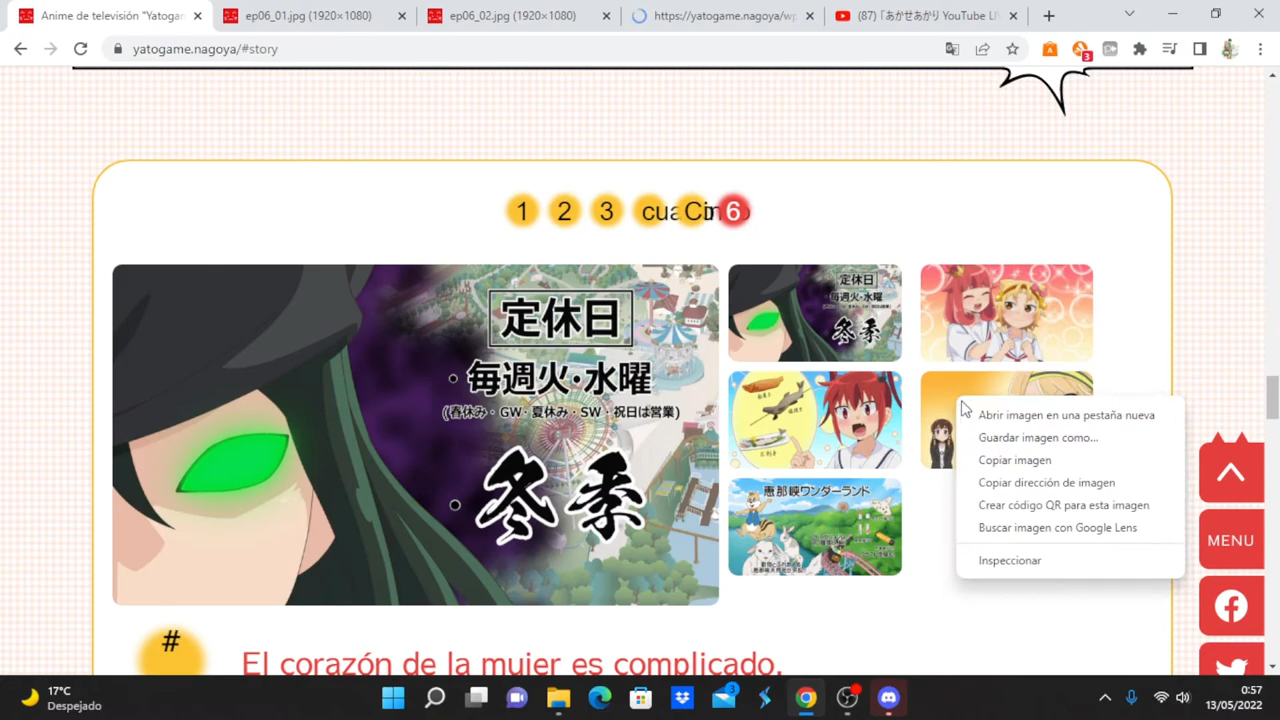 Anime de televisión "Yatogan
ep06_01.jpg (1920×1080)
ep06_02.jpg (1920×1080)
https://yatogame.nagoya/wp
(87) 「あかせあかり YouTube LI
yatogame.nagoya/#story
3
1 2 3 cua Cin 6
定休日
・毎週火・水曜
((春休み・GW・夏休み・SW・祝日は営業)
・冬季
定休日
・毎週火・水曜
冬季
恵那峡ワンダーランド
Abrir imagen en una pestaña nueva
Guardar imagen como...
Copiar imagen
Copiar dirección de imagen
Crear código QR para esta imagen
Buscar imagen con Google Lens
Inspeccionar
MENU
#
El corazón de la mujer es complicado.
17°C
Despejado
3
0:57
13/05/2022